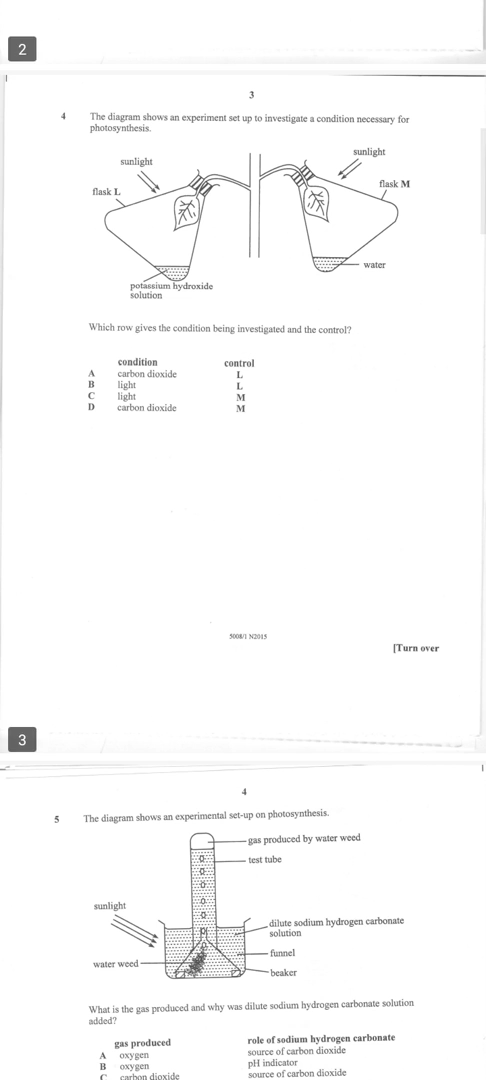 2
3
4 The diagram shows an experiment set up to investigate a condition necessary for
photosynthesis.
sunlight
sunlight
flask L
flask M
water
potassium hydroxide
solution
Which row gives the condition being investigated and the control?
condition control
A carbon dioxide L
B light L
C light M
D carbon dioxide M
5008/1 N2015
[Turn over
3
4
5 The diagram shows an experimental set-up on photosynthesis.
gas produced by water weed
test tube
sunlight
dilute sodium hydrogen carbonate
solution
funnel
water weed
beaker
What is the gas produced and why was dilute sodium hydrogen carbonate solution
added?
gas produced role of sodium hydrogen carbonate
A oxygen source of carbon dioxide
B oxygen pH indicator
C carbon dioxide source of carbon dioxide